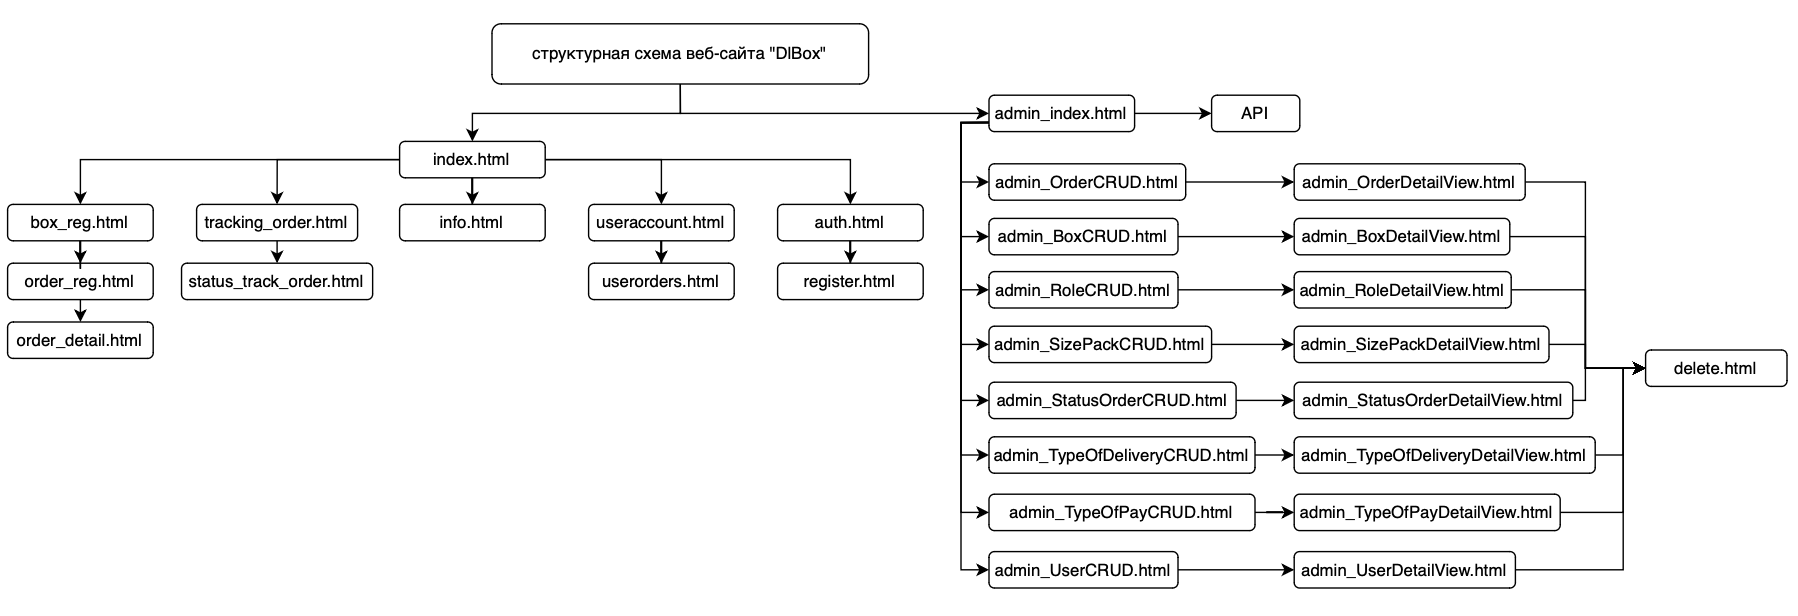 структурная схема веб-сайта "DlBox"
admin_index.html
API
index.html
box_reg.html
tracking_order.html
info.html
useraccount.html
auth.html
order_reg.html
status_track_order.html
userorders.html
register.html
order_detail.html
admin_OrderCRUD.html
admin_OrderDetailView.html
admin_BoxCRUD.html
admin_BoxDetailView.html
admin_RoleCRUD.html
admin_RoleDetailView.html
admin_SizePackCRUD.html
admin_SizePackDetailView.html
delete.html
admin_StatusOrderCRUD.html
admin_StatusOrderDetailView.html
admin_TypeOfDeliveryCRUD.html
admin_TypeOfDeliveryDetailView.html
admin_TypeOfPayCRUD.html
admin_TypeOfPayDetailView.html
admin_UserCRUD.html
admin_UserDetailView.html